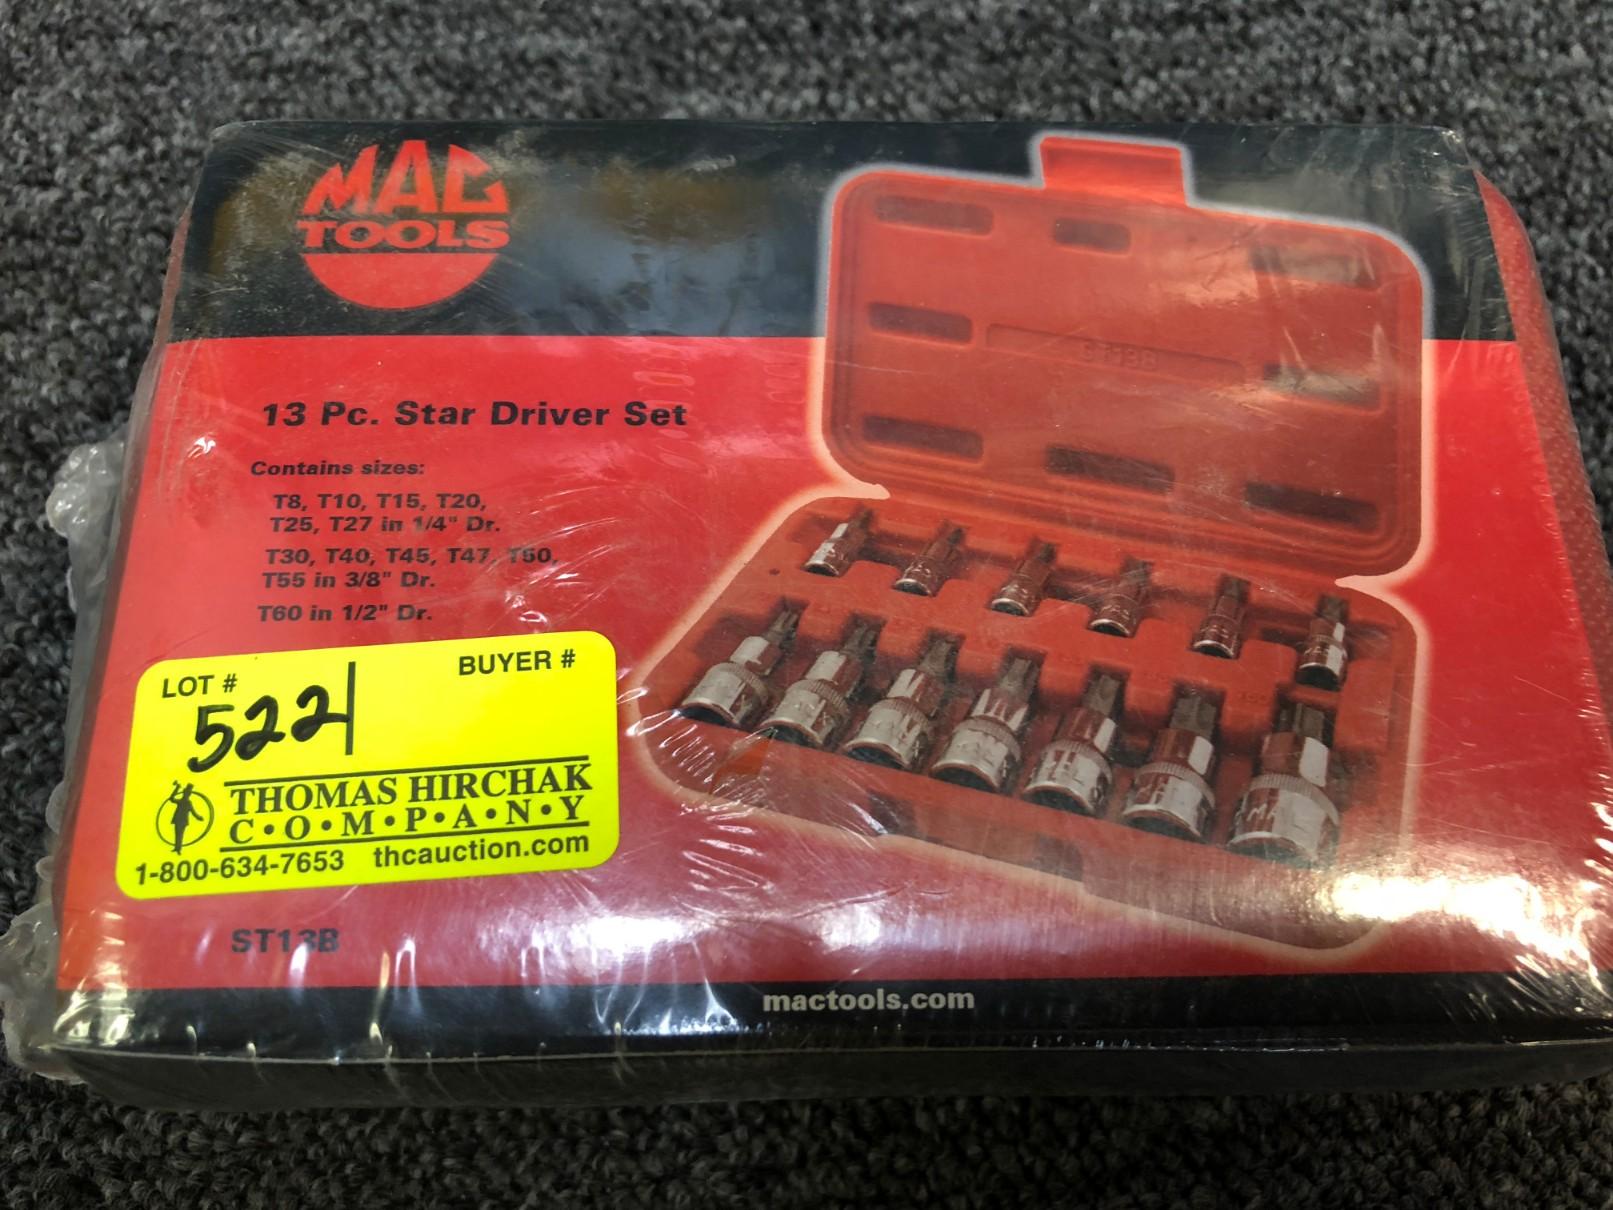 MAC
TOOLS
13 Pc. Star Driver Set
Contains sizes:
T8, T10, T15, T20,
T25, T27 in 1/4" Dr.
T30, T40, T45, T47, T50,
T55 in 3/8" Dr.
T60 in 1/2" Dr.
LOT #
BUYER #
522
THOMAS HIRCHAK
C•O•M•P•A•N•Y
1-800-634-7653 thcauction.com
ST13B
ST13B
mactools.com